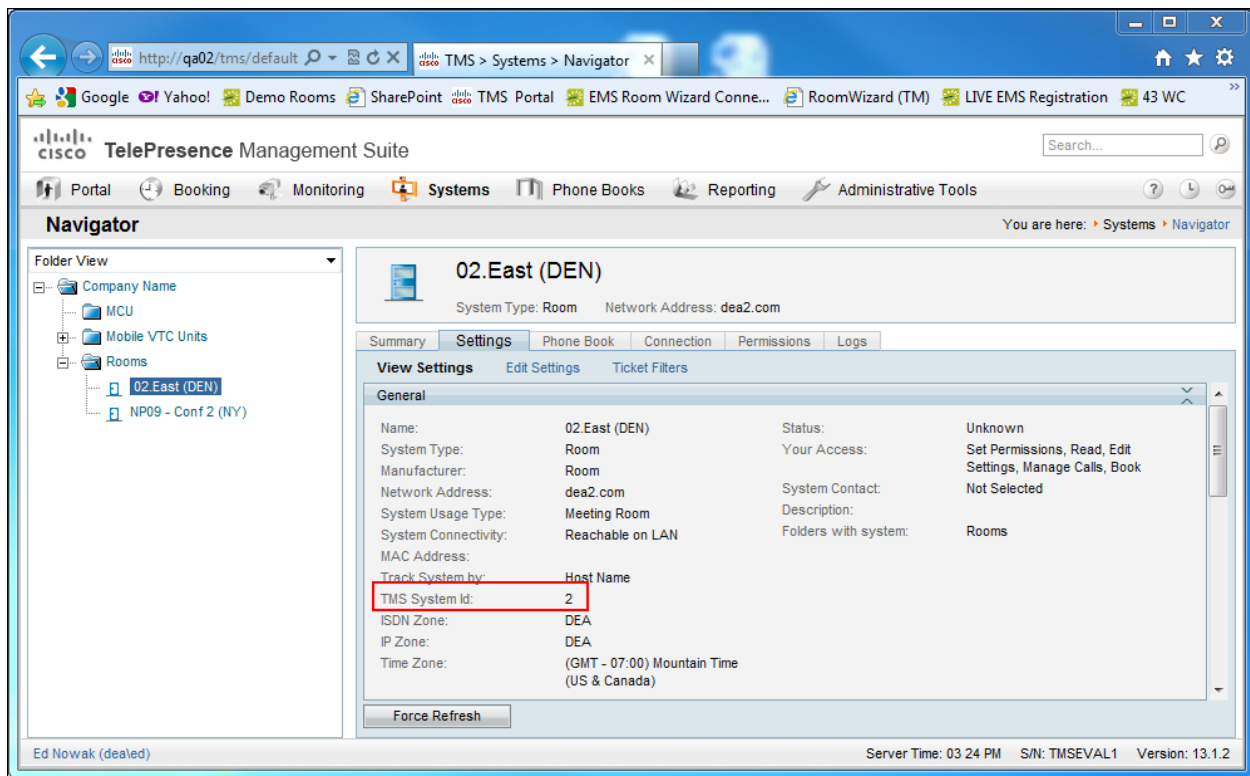 http://qa02/tms/default
TMS > Systems > Navigator
Google
Yahoo!
Demo Rooms
SharePoint
TMS Portal
EMS Room Wizard Conne...
RoomWizard (TM)
LIVE EMS Registration
43 WC
cisco
TelePresence Management Suite
Search...
Portal
Booking
Monitoring
Systems
Phone Books
Reporting
Administrative Tools
Navigator
You are here: Systems Navigator
Folder View
Company Name
MCU
Mobile VTC Units
Rooms
02.East (DEN)
NP09 - Conf 2 (NY)
02.East (DEN)
System Type: Room Network Address: dea2.com
Summary Settings Phone Book Connection Permissions Logs
View Settings Edit Settings Ticket Filters
General
Name: 02.East (DEN)
System Type: Room
Manufacturer: Room
Network Address: dea2.com
System Usage Type: Meeting Room
System Connectivity: Reachable on LAN
MAC Address:
Track System by: Host Name
TMS System Id: 2
ISDN Zone: DEA
IP Zone: DEA
Time Zone: (GMT - 07:00) Mountain Time
(US & Canada)
Status: Unknown
Your Access: Set Permissions, Read, Edit
Settings, Manage Calls, Book
System Contact: Not Selected
Description:
Folders with system: Rooms
Force Refresh
Ed Nowak (dea\ed)
Server Time: 03 24 PM S/N: TMSEVAL1 Version: 13.1.2